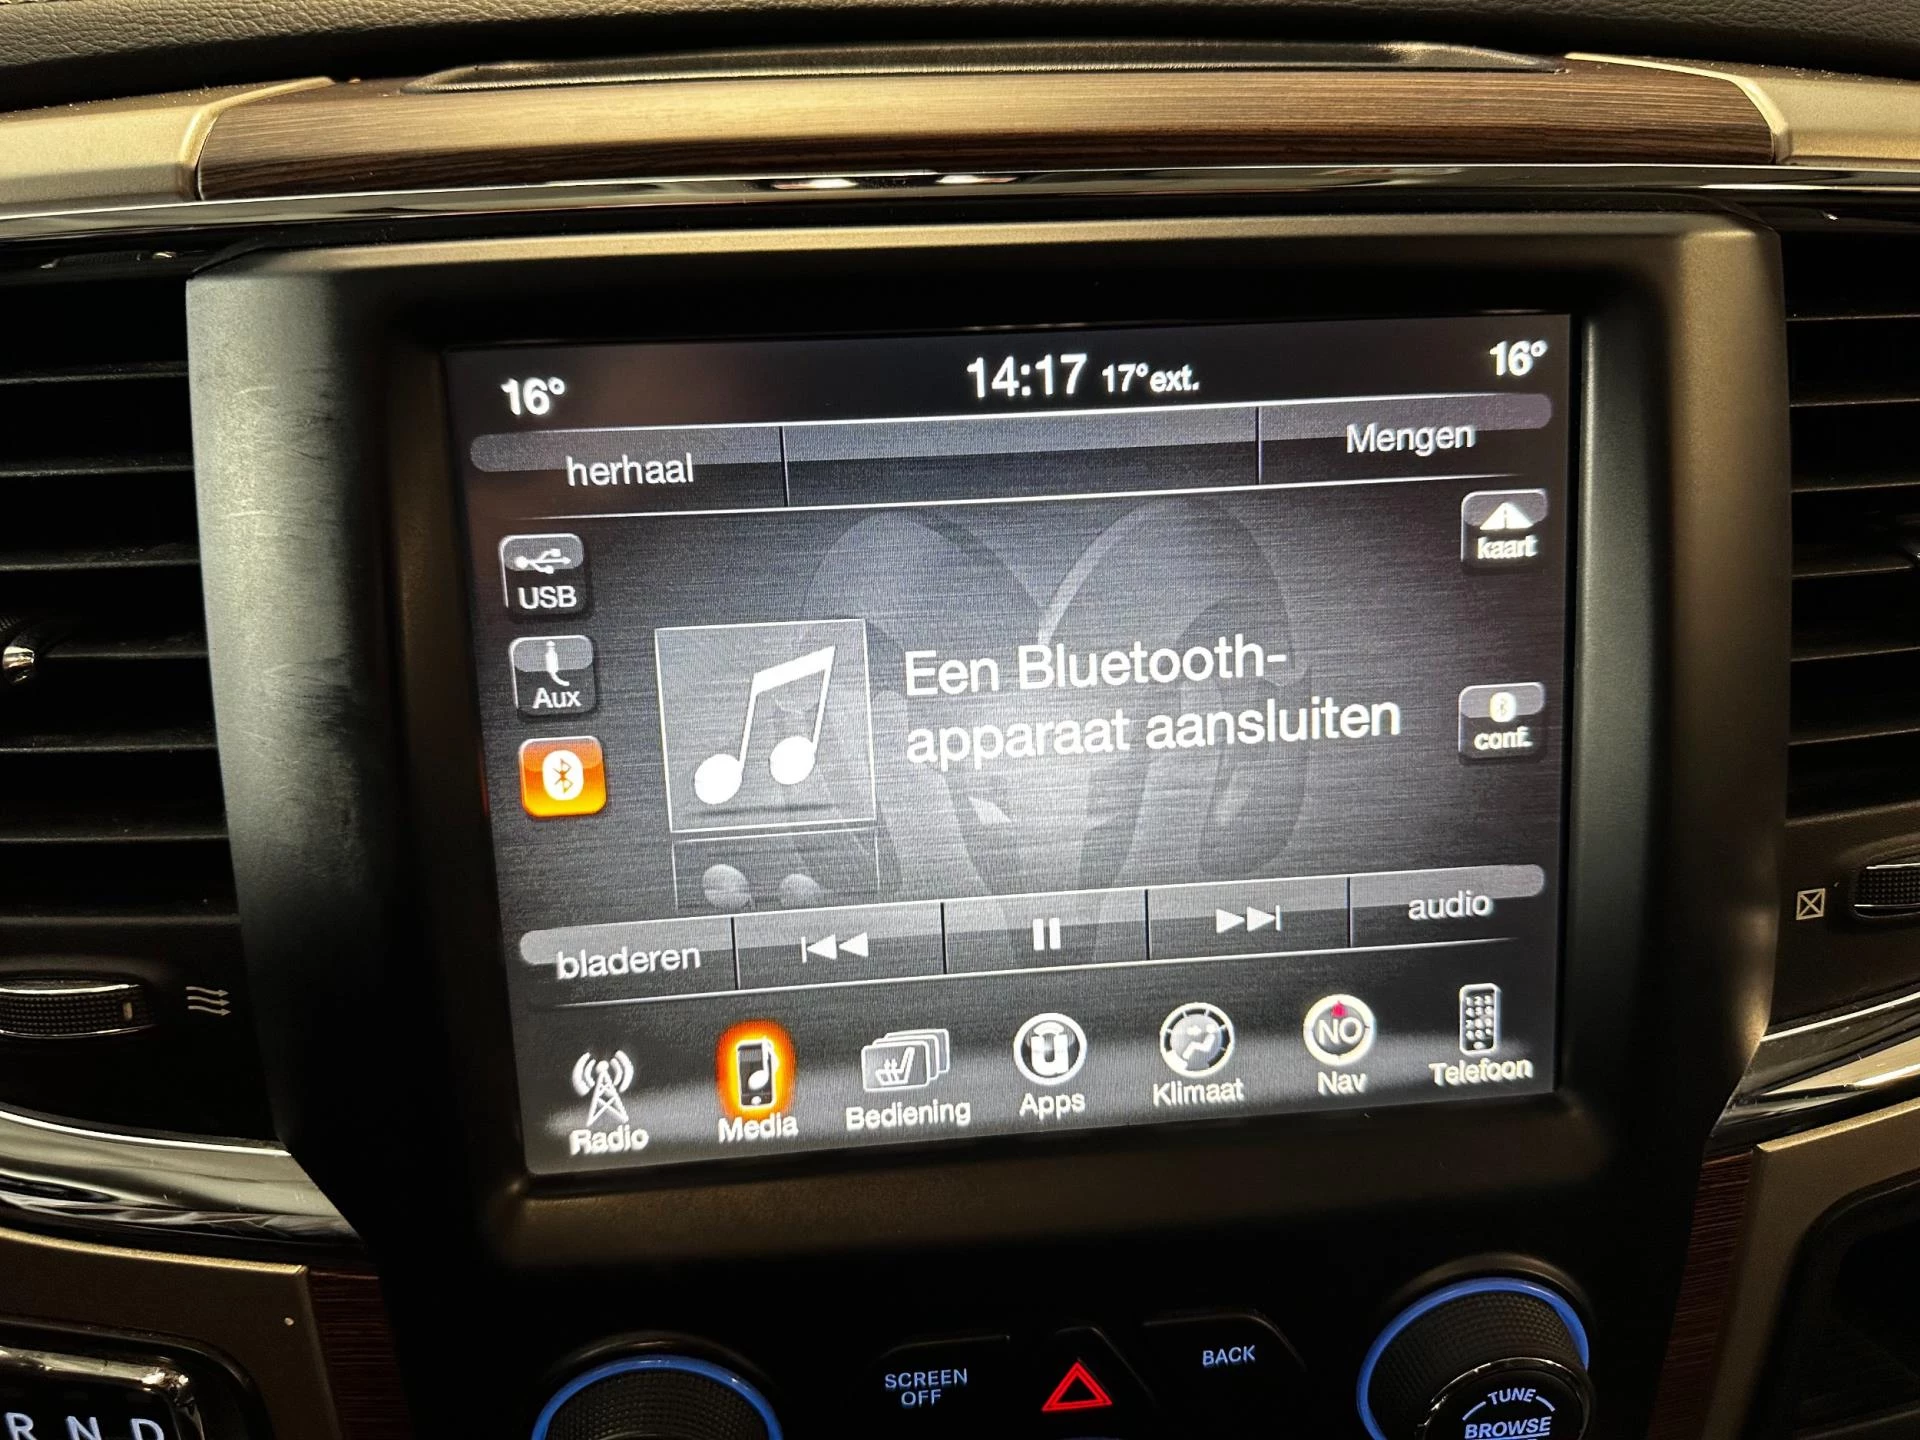 16° 14:17 17°ext. 16°
herhaal Mengen
kaart
USB
Een Bluetooth-
apparaat aansluiten
Aux
conf.
bladeren audio
NO
Radio Media Bediening Apps Klimaat Nav Telefoon
SCREEN
OFF
BACK
TUNE
BROWSE
R N D